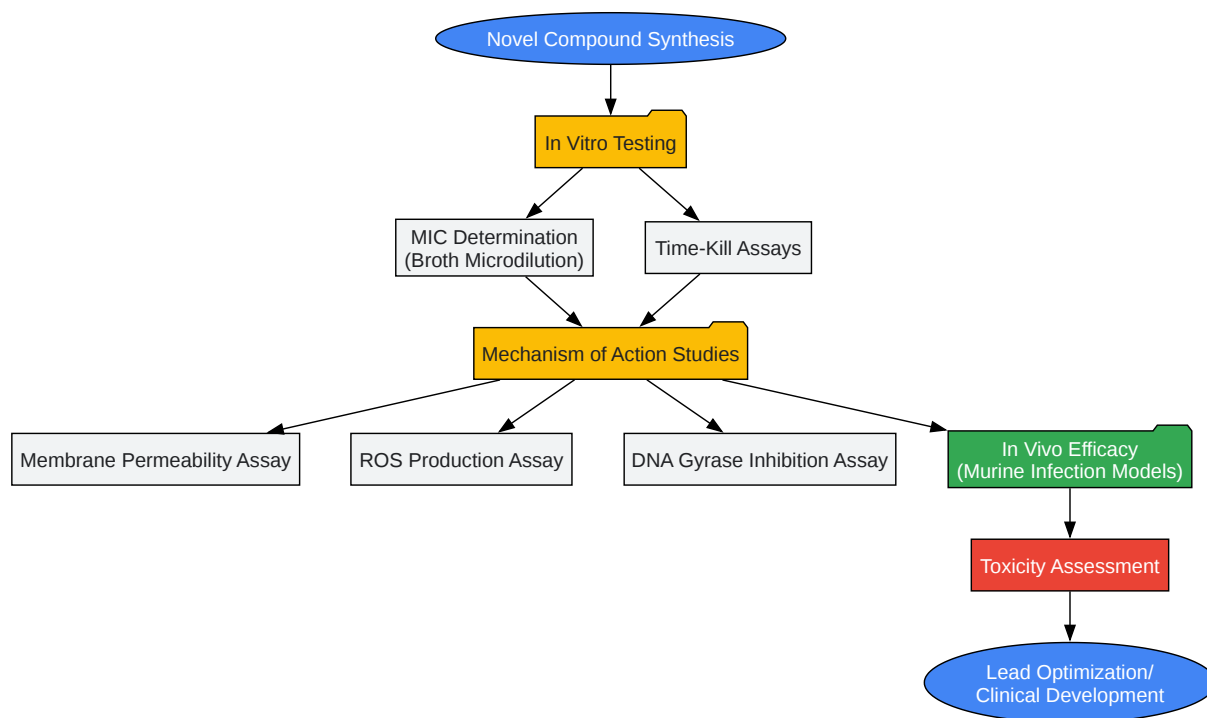 Novel Compound Synthesis
In Vitro Testing
MIC Determination
(Broth Microdilution)
Time-Kill Assays
Mechanism of Action Studies
Membrane Permeability Assay
ROS Production Assay
DNA Gyrase Inhibition Assay
In Vivo Efficacy
(Murine Infection Models)
Toxicity Assessment
Lead Optimization/
Clinical Development